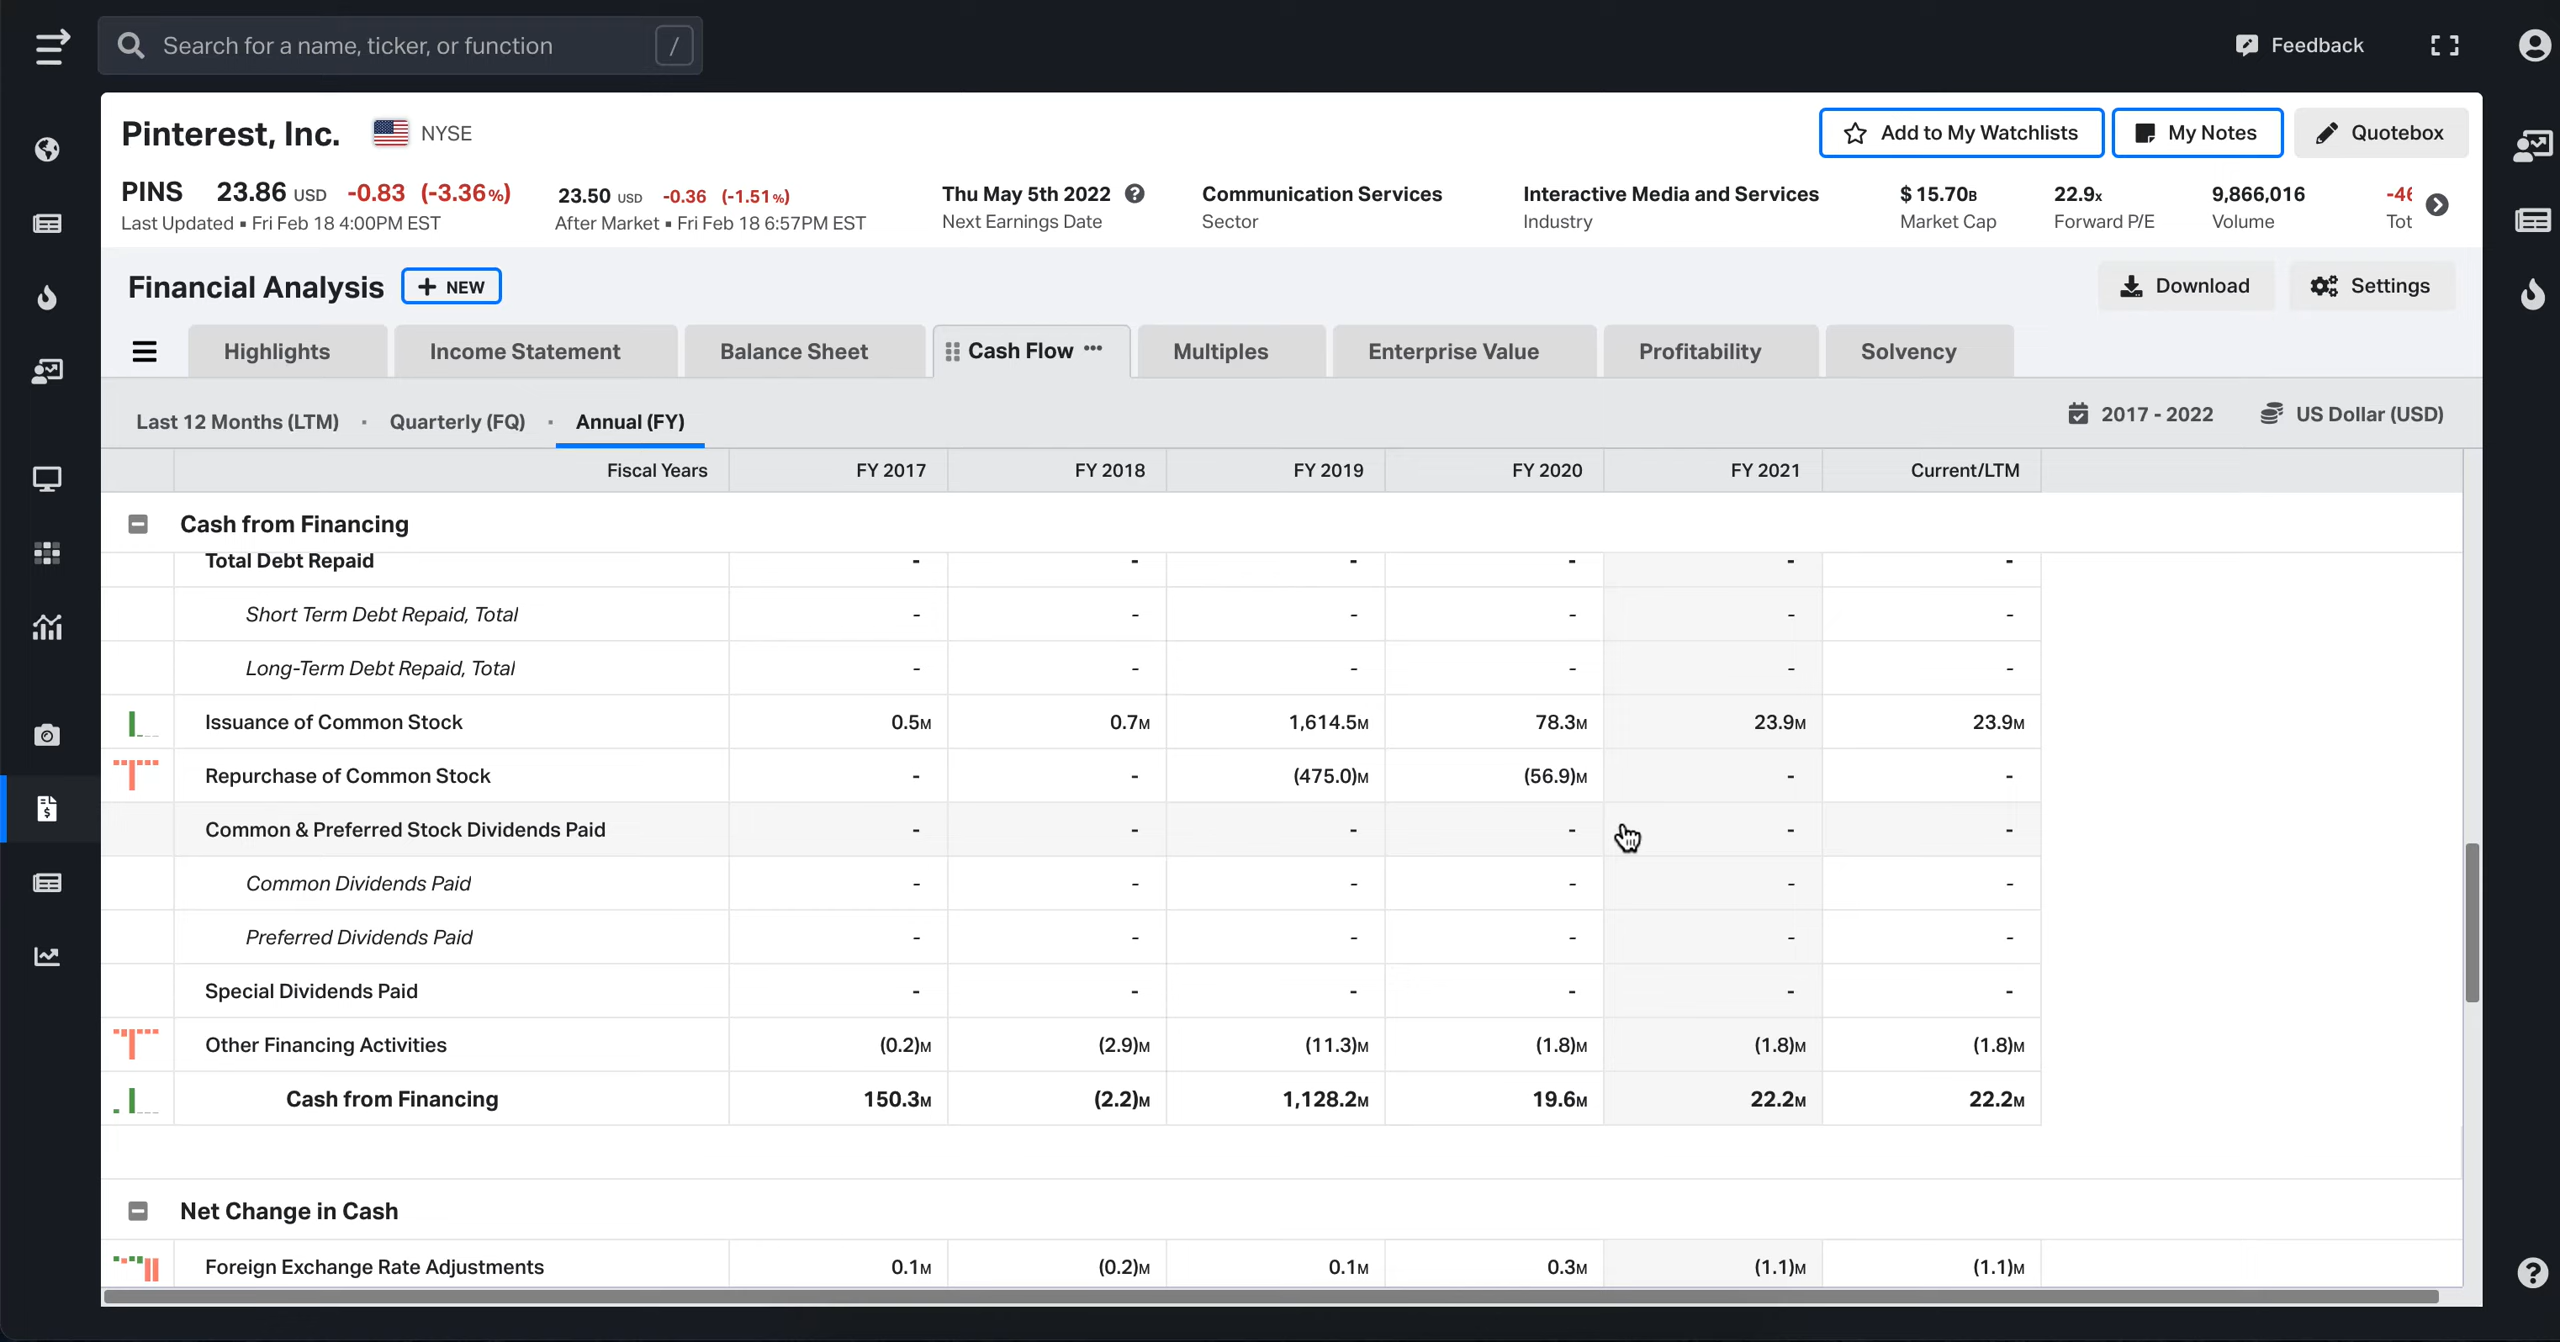 Search for a name, ticker, or function /
Feedback
Pinterest, Inc. NYSE
Add to My Watchlists
My Notes
Quotebox
PINS 23.86 USD -0.83 (-3.36%)
Last Updated ▪ Fri Feb 18 4:00PM EST
23.50 USD -0.36 (-1.51%)
After Market ▪ Fri Feb 18 6:57PM EST
Thu May 5th 2022
Next Earnings Date
Communication Services
Sector
Interactive Media and Services
Industry
$ 15.70B
Market Cap
22.9x
Forward P/E
9,866,016
Volume
-46
Tot
Financial Analysis + NEW
Download Settings
Highlights Income Statement Balance Sheet Cash Flow ••• Multiples Enterprise Value Profitability Solvency
Last 12 Months (LTM) · Quarterly (FQ) · Annual (FY) 2017 - 2022 US Dollar (USD)
Fiscal Years FY 2017 FY 2018 FY 2019 FY 2020 FY 2021 Current/LTM
Cash from Financing
Total Debt Repaid - - - - - -
Short Term Debt Repaid, Total - - - - - -
Long-Term Debt Repaid, Total - - - - - -
Issuance of Common Stock 0.5M 0.7M 1,614.5M 78.3M 23.9M 23.9M
Repurchase of Common Stock - - (475.0)M (56.9)M - -
Common & Preferred Stock Dividends Paid - - - - - -
Common Dividends Paid - - - - - -
Preferred Dividends Paid - - - - - -
Special Dividends Paid - - - - - -
Other Financing Activities (0.2)M (2.9)M (11.3)M (1.8)M (1.8)M (1.8)M
Cash from Financing 150.3M (2.2)M 1,128.2M 19.6M 22.2M 22.2M
Net Change in Cash
Foreign Exchange Rate Adjustments 0.1M (0.2)M 0.1M 0.3M (1.1)M (1.1)M